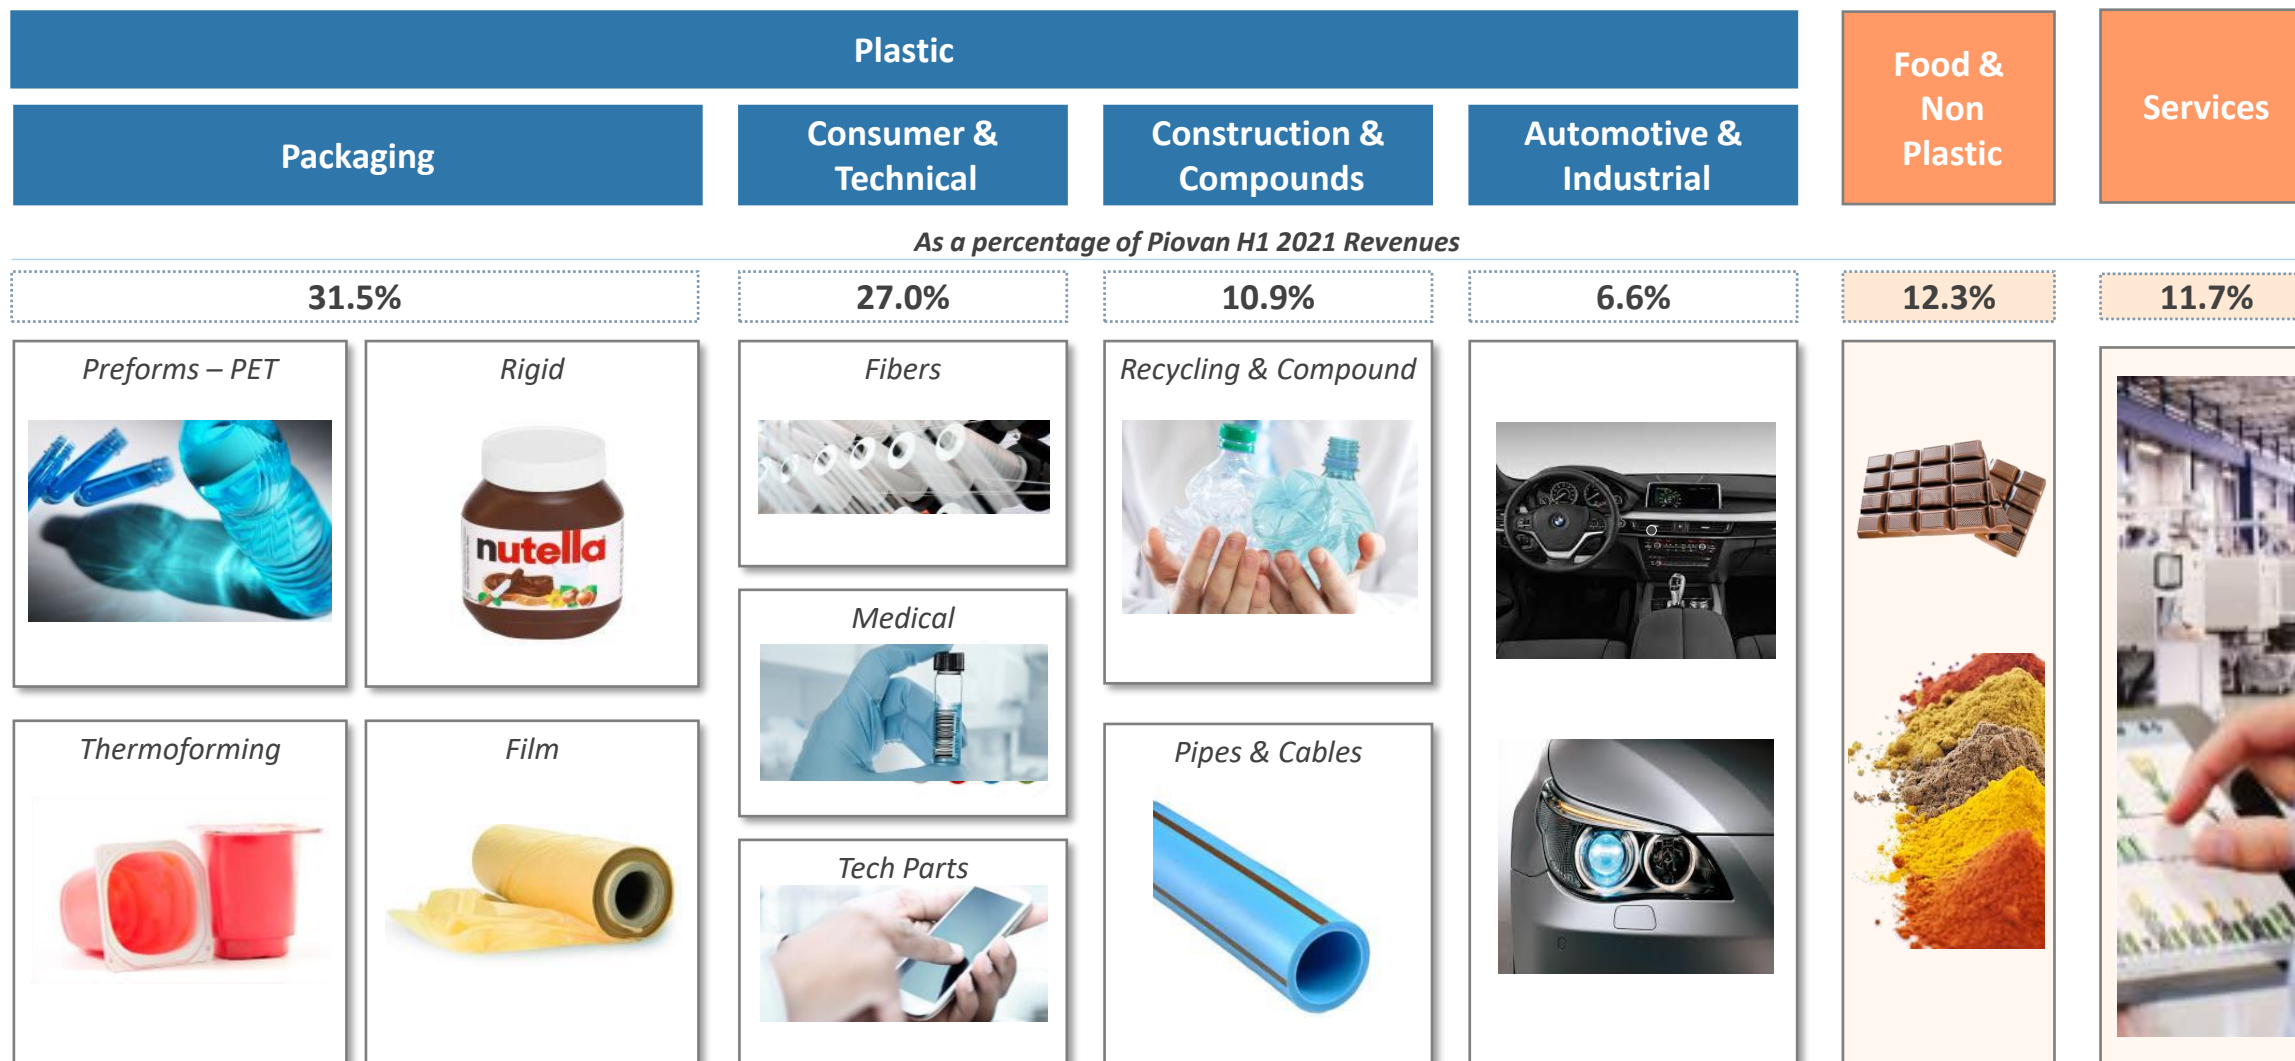 Plastic
Food &
Non
Plastic
Services
Packaging
Consumer &
Technical
Construction &
Compounds
Automotive &
Industrial
As a percentage of Piovan H1 2021 Revenues
31.5%
27.0%
10.9%
6.6%
12.3%
11.7%
Preforms – PET
Rigid
nutella
Fibers
Recycling & Compound
Medical
Thermoforming
Film
Pipes & Cables
Tech Parts